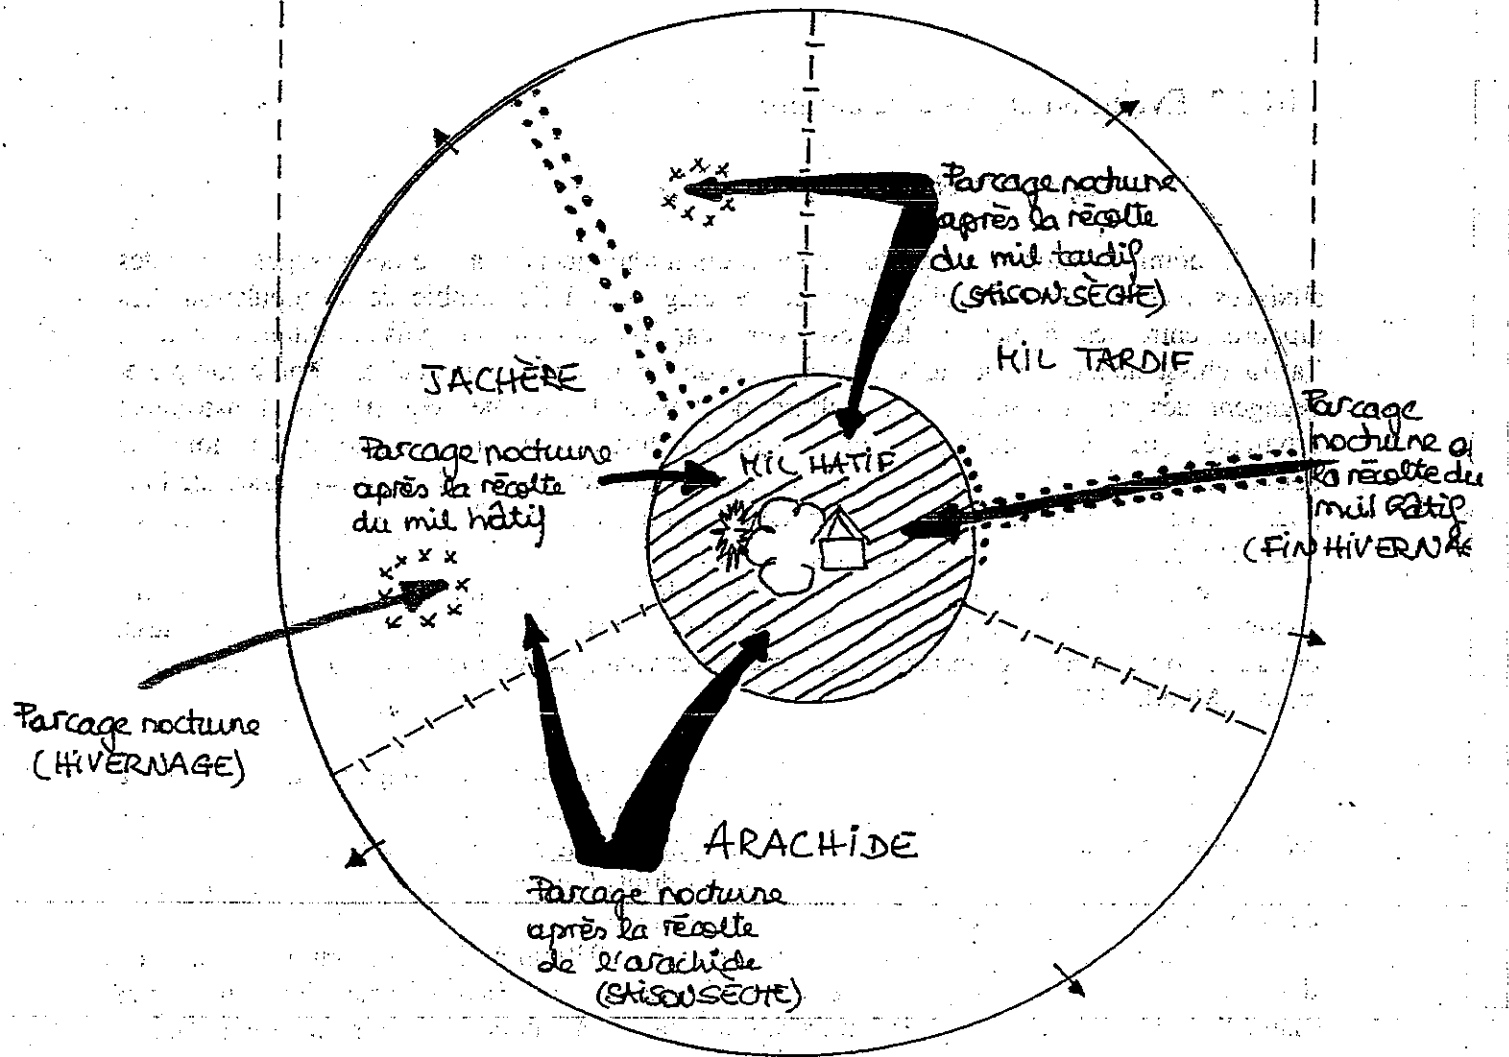 Parcage nocturne
après la récolte
du mil tardif
(SAISON SÈCHE)
MIL TARDIF
JACHÈRE
Parcage
nocturne
la récolte du
mil hâtif
(FIN HIVERNAGE
Parcage nocturne
après la récolte
du mil hâtif
MIL HATIF
Parcage nocturne
(HIVERNAGE)
ARACHIDE
Parcage nocturne
après la récolte
de l'arachide
(SAISON SÈCHE)